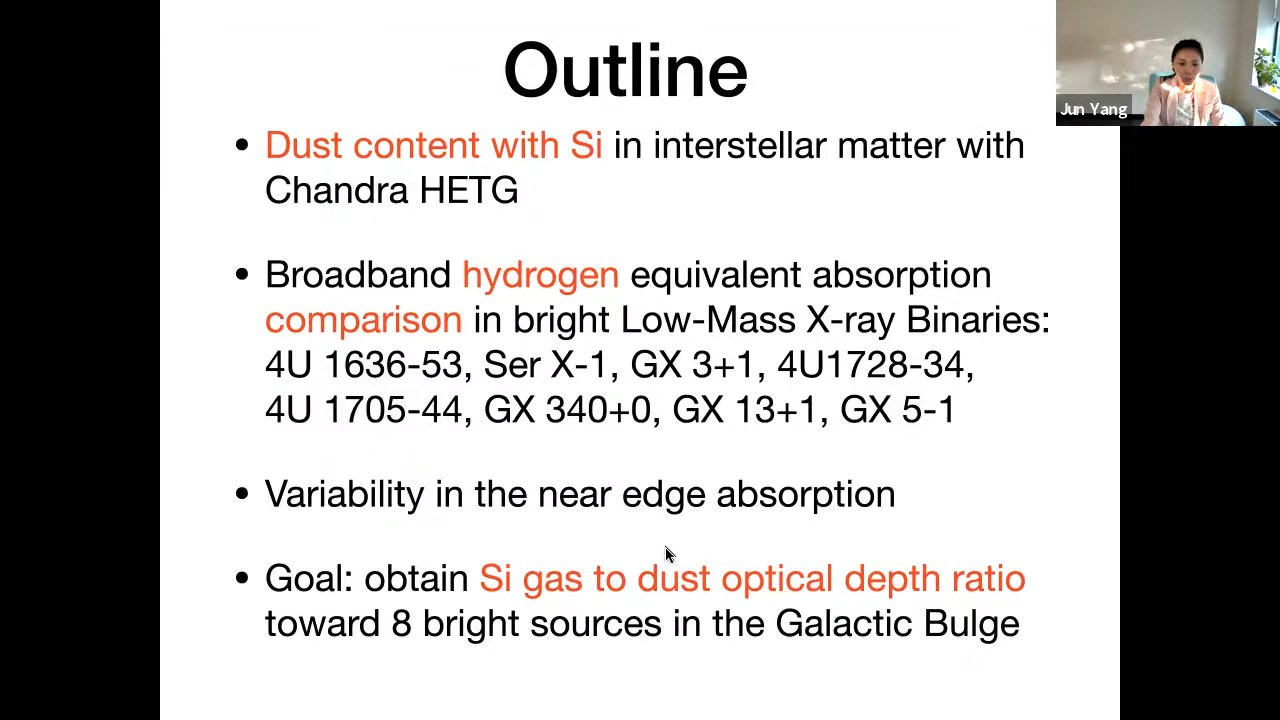 Outline
• Dust content with Si in interstellar matter with
Chandra HETG
• Broadband hydrogen equivalent absorption
comparison in bright Low-Mass X-ray Binaries:
4U 1636-53, Ser X-1, GX 3+1, 4U1728-34,
4U 1705-44, GX 340+0, GX 13+1, GX 5-1
• Variability in the near edge absorption
• Goal: obtain Si gas to dust optical depth ratio
toward 8 bright sources in the Galactic Bulge
Jun Yang